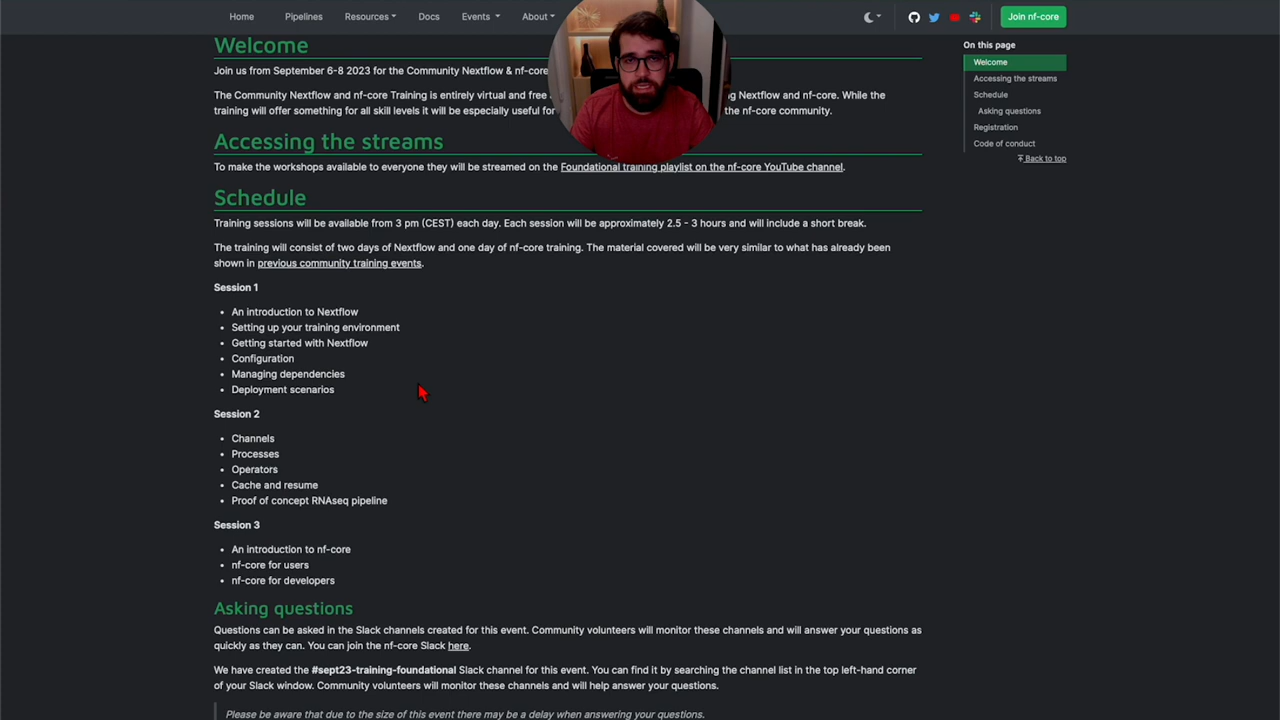 Home Pipelines Resources Docs Events About Join nf-core
Welcome
Join us from September 6-8 2023 for the Community Nextflow & nf-core
The Community Nextflow and nf-core Training is entirely virtual and free ng Nextflow and nf-core. While the
training will offer something for all skill levels it will be especially useful for the nf-core community.
Accessing the streams
To make the workshops available to everyone they will be streamed on the Foundational training playlist on the nf-core YouTube channel.
Schedule
Training sessions will be available from 3 pm (CEST) each day. Each session will be approximately 2.5 - 3 hours and will include a short break.
The training will consist of two days of Nextflow and one day of nf-core training. The material covered will be very similar to what has already been
shown in previous community training events.
Session 1
• An introduction to Nextflow
• Setting up your training environment
• Getting started with Nextflow
• Configuration
• Managing dependencies
• Deployment scenarios
Session 2
• Channels
• Processes
• Operators
• Cache and resume
• Proof of concept RNAseq pipeline
Session 3
• An introduction to nf-core
• nf-core for users
• nf-core for developers
Asking questions
Questions can be asked in the Slack channels created for this event. Community volunteers will monitor these channels and will answer your questions as
quickly as they can. You can join the nf-core Slack here.
We have created the #sept23-training-foundational Slack channel for this event. You can find it by searching the channel list in the top left-hand corner
of your Slack window. Community volunteers will monitor these channels and will help answer your questions.
Please be aware that due to the size of this event there may be a delay when answering your questions.
On this page
Welcome
Accessing the streams
Schedule
Asking questions
Registration
Code of conduct
Back to top